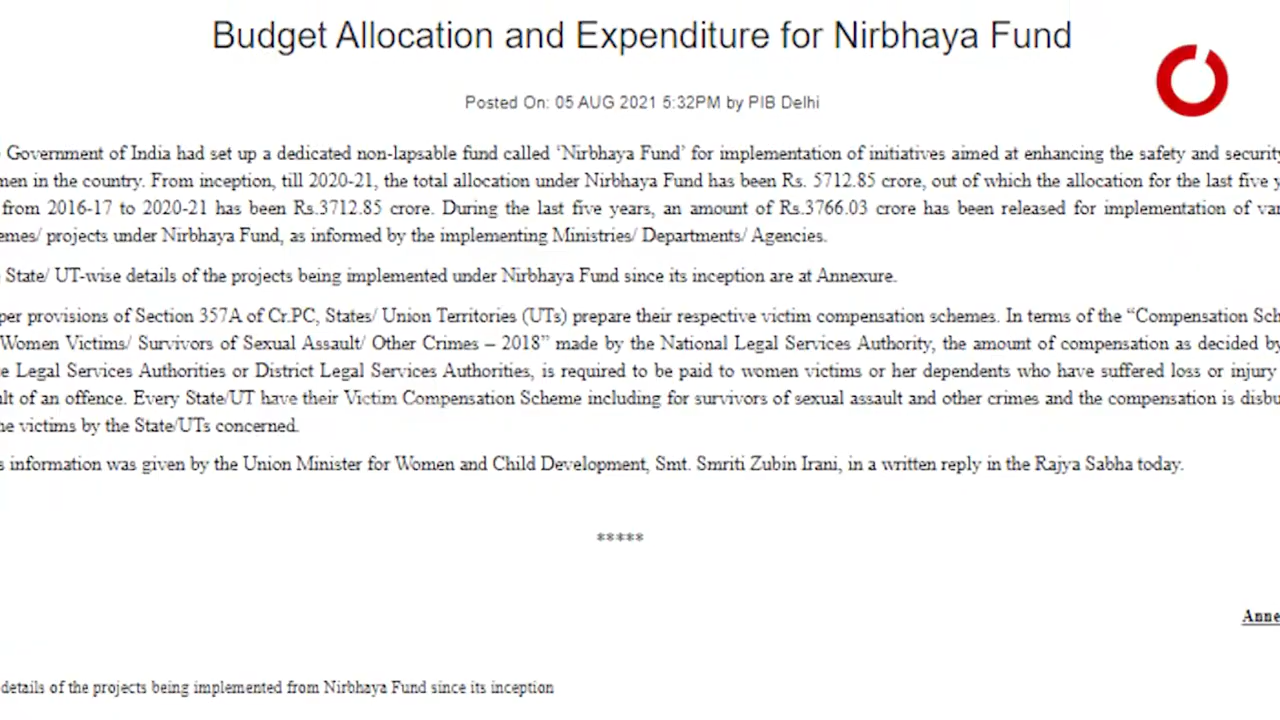 Budget Allocation and Expenditure for Nirbhaya Fund
Posted On: 05 AUG 2021 5:32PM by PIB Delhi
Government of India had set up a dedicated non-lapsable fund called ‘Nirbhaya Fund’ for implementation of initiatives aimed at enhancing the safety and security
men in the country. From inception, till 2020-21, the total allocation under Nirbhaya Fund has been Rs. 5712.85 crore, out of which the allocation for the last five y
from 2016-17 to 2020-21 has been Rs.3712.85 crore. During the last five years, an amount of Rs.3766.03 crore has been released for implementation of var
emes/ projects under Nirbhaya Fund, as informed by the implementing Ministries/ Departments/ Agencies.
State/ UT-wise details of the projects being implemented under Nirbhaya Fund since its inception are at Annexure.
per provisions of Section 357A of Cr.PC, States/ Union Territories (UTs) prepare their respective victim compensation schemes. In terms of the “Compensation Sch
Women Victims/ Survivors of Sexual Assault/ Other Crimes – 2018” made by the National Legal Services Authority, the amount of compensation as decided by
e Legal Services Authorities or District Legal Services Authorities, is required to be paid to women victims or her dependents who have suffered loss or injury
lt of an offence. Every State/UT have their Victim Compensation Scheme including for survivors of sexual assault and other crimes and the compensation is disbu
he victims by the State/UTs concerned.
s information was given by the Union Minister for Women and Child Development, Smt. Smriti Zubin Irani, in a written reply in the Rajya Sabha today.
*****
Anne
details of the projects being implemented from Nirbhaya Fund since its inception